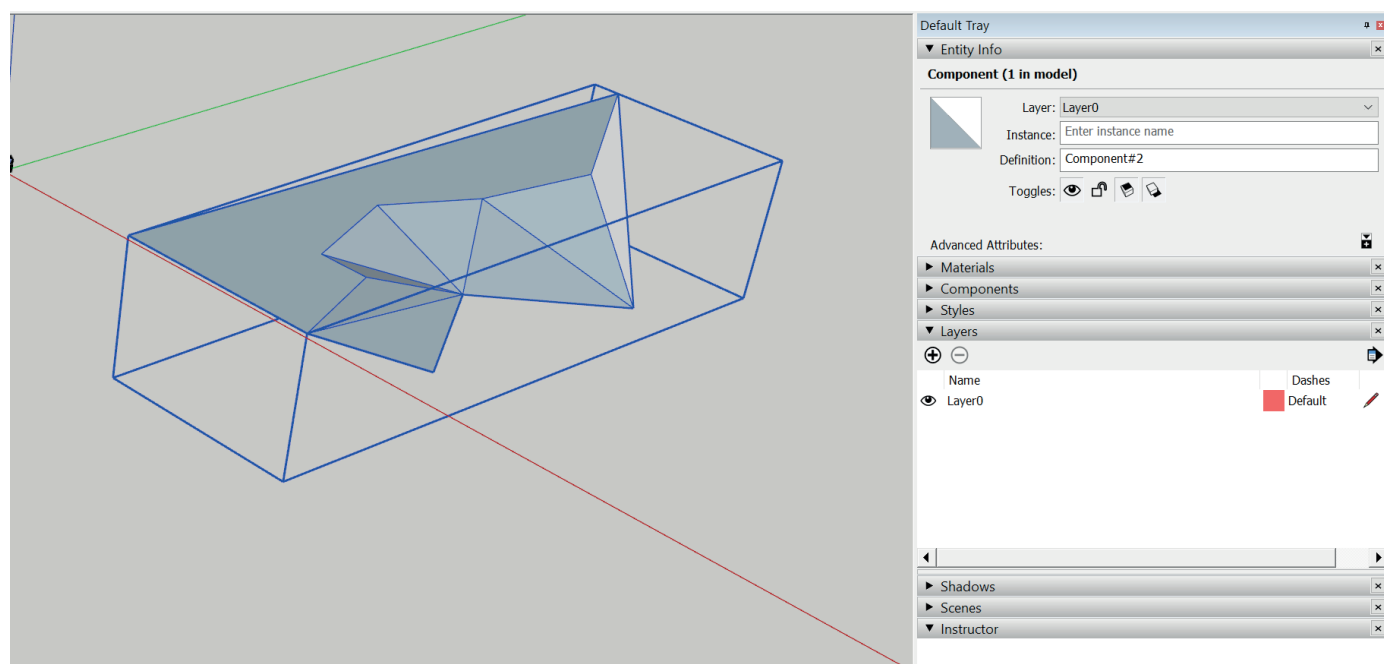 Default Tray
Entity Info
Component (1 in model)
Layer: Layer0
Instance: Enter instance name
Definition: Component#2
Toggles:
Advanced Attributes:
Materials
Components
Styles
Layers
Name Dashes
Layer0 Default
Shadows
Scenes
Instructor